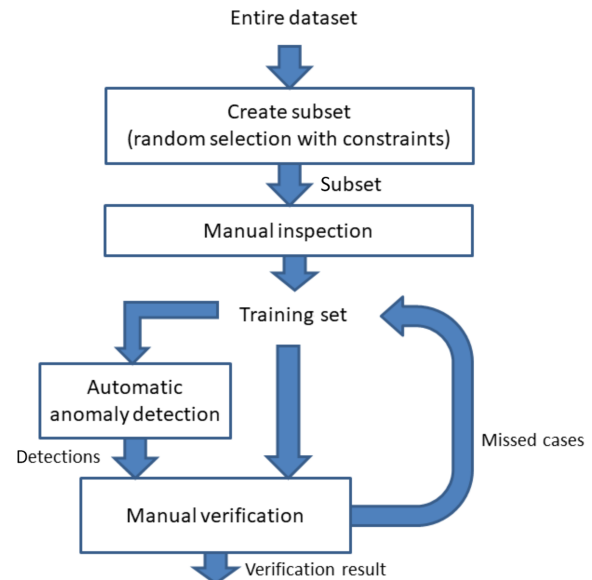 Entire dataset
Create subset
(random selection with constraints)
Subset
Manual inspection
Training set
Automatic
anomaly detection
Missed cases
Detections
Manual verification
Verification result